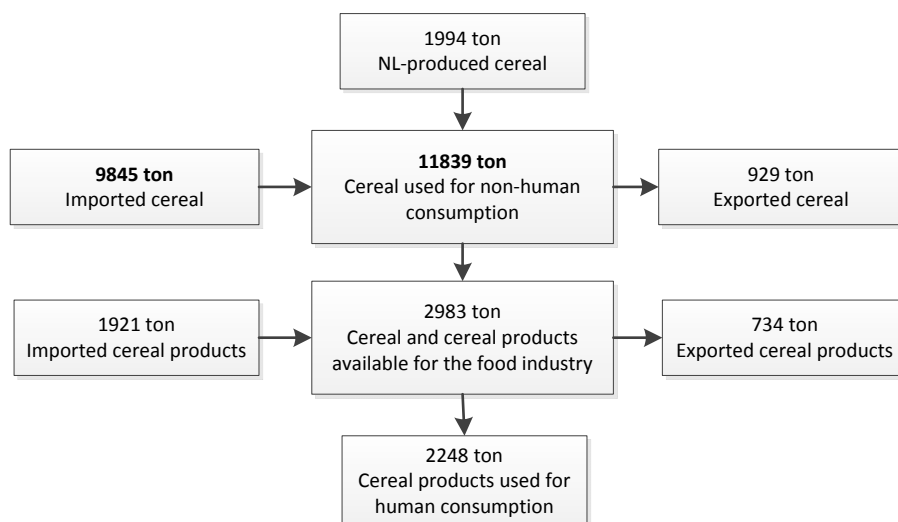 1994 ton
NL-produced cereal
9845 ton
Imported cereal
11839 ton
Cereal used for non-human
consumption
929 ton
Exported cereal
1921 ton
Imported cereal products
2983 ton
Cereal and cereal products
available for the food industry
734 ton
Exported cereal products
2248 ton
Cereal products used for
human consumption